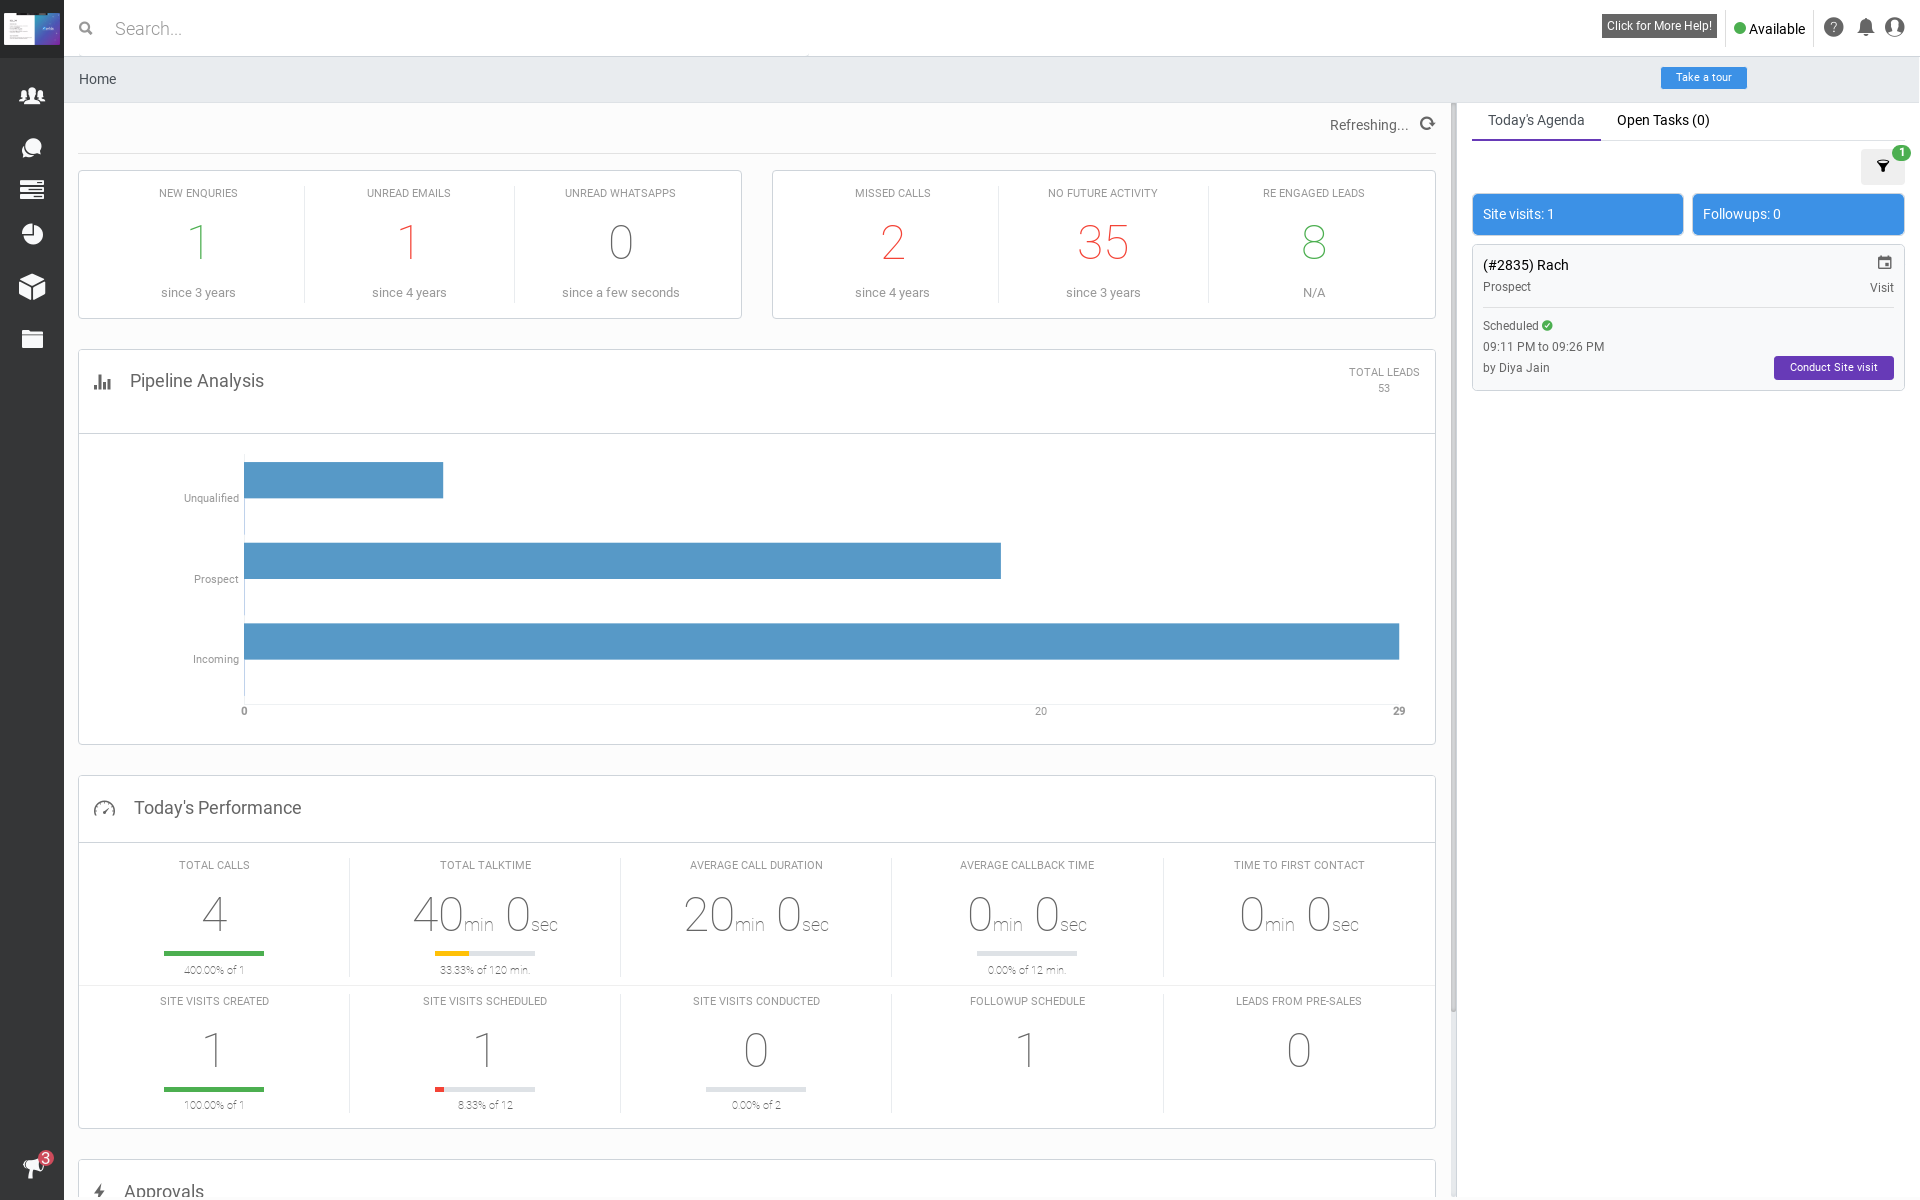 Search...
Click for More Help!
Available
Home
Take a tour
Refreshing...
NEW ENQURIES
1
since 3 years
UNREAD EMAILS
1
since 4 years
UNREAD WHATSAPPS
0
since a few seconds
MISSED CALLS
2
since 4 years
NO FUTURE ACTIVITY
35
since 3 years
RE ENGAGED LEADS
8
N/A
Pipeline Analysis
TOTAL LEADS
53
Unqualified
Prospect
Incoming
0
20
29
Today's Performance
TOTAL CALLS
4
400.00% of 1
TOTAL TALKTIME
40min 0sec
33.33% of 120 min.
AVERAGE CALL DURATION
20min 0sec
AVERAGE CALLBACK TIME
0min 0sec
0.00% of 12 min.
TIME TO FIRST CONTACT
0min 0sec
SITE VISITS CREATED
1
100.00% of 1
SITE VISITS SCHEDULED
1
8.33% of 12
SITE VISITS CONDUCTED
0
0.00% of 2
FOLLOWUP SCHEDULE
1
LEADS FROM PRE-SALES
0
Approvals
3
Today's Agenda
Open Tasks (0)
1
Site visits: 1
Followups: 0
(#2835) Rach
Prospect
Visit
Scheduled
09:11 PM to 09:26 PM
by Diya Jain
Conduct Site visit